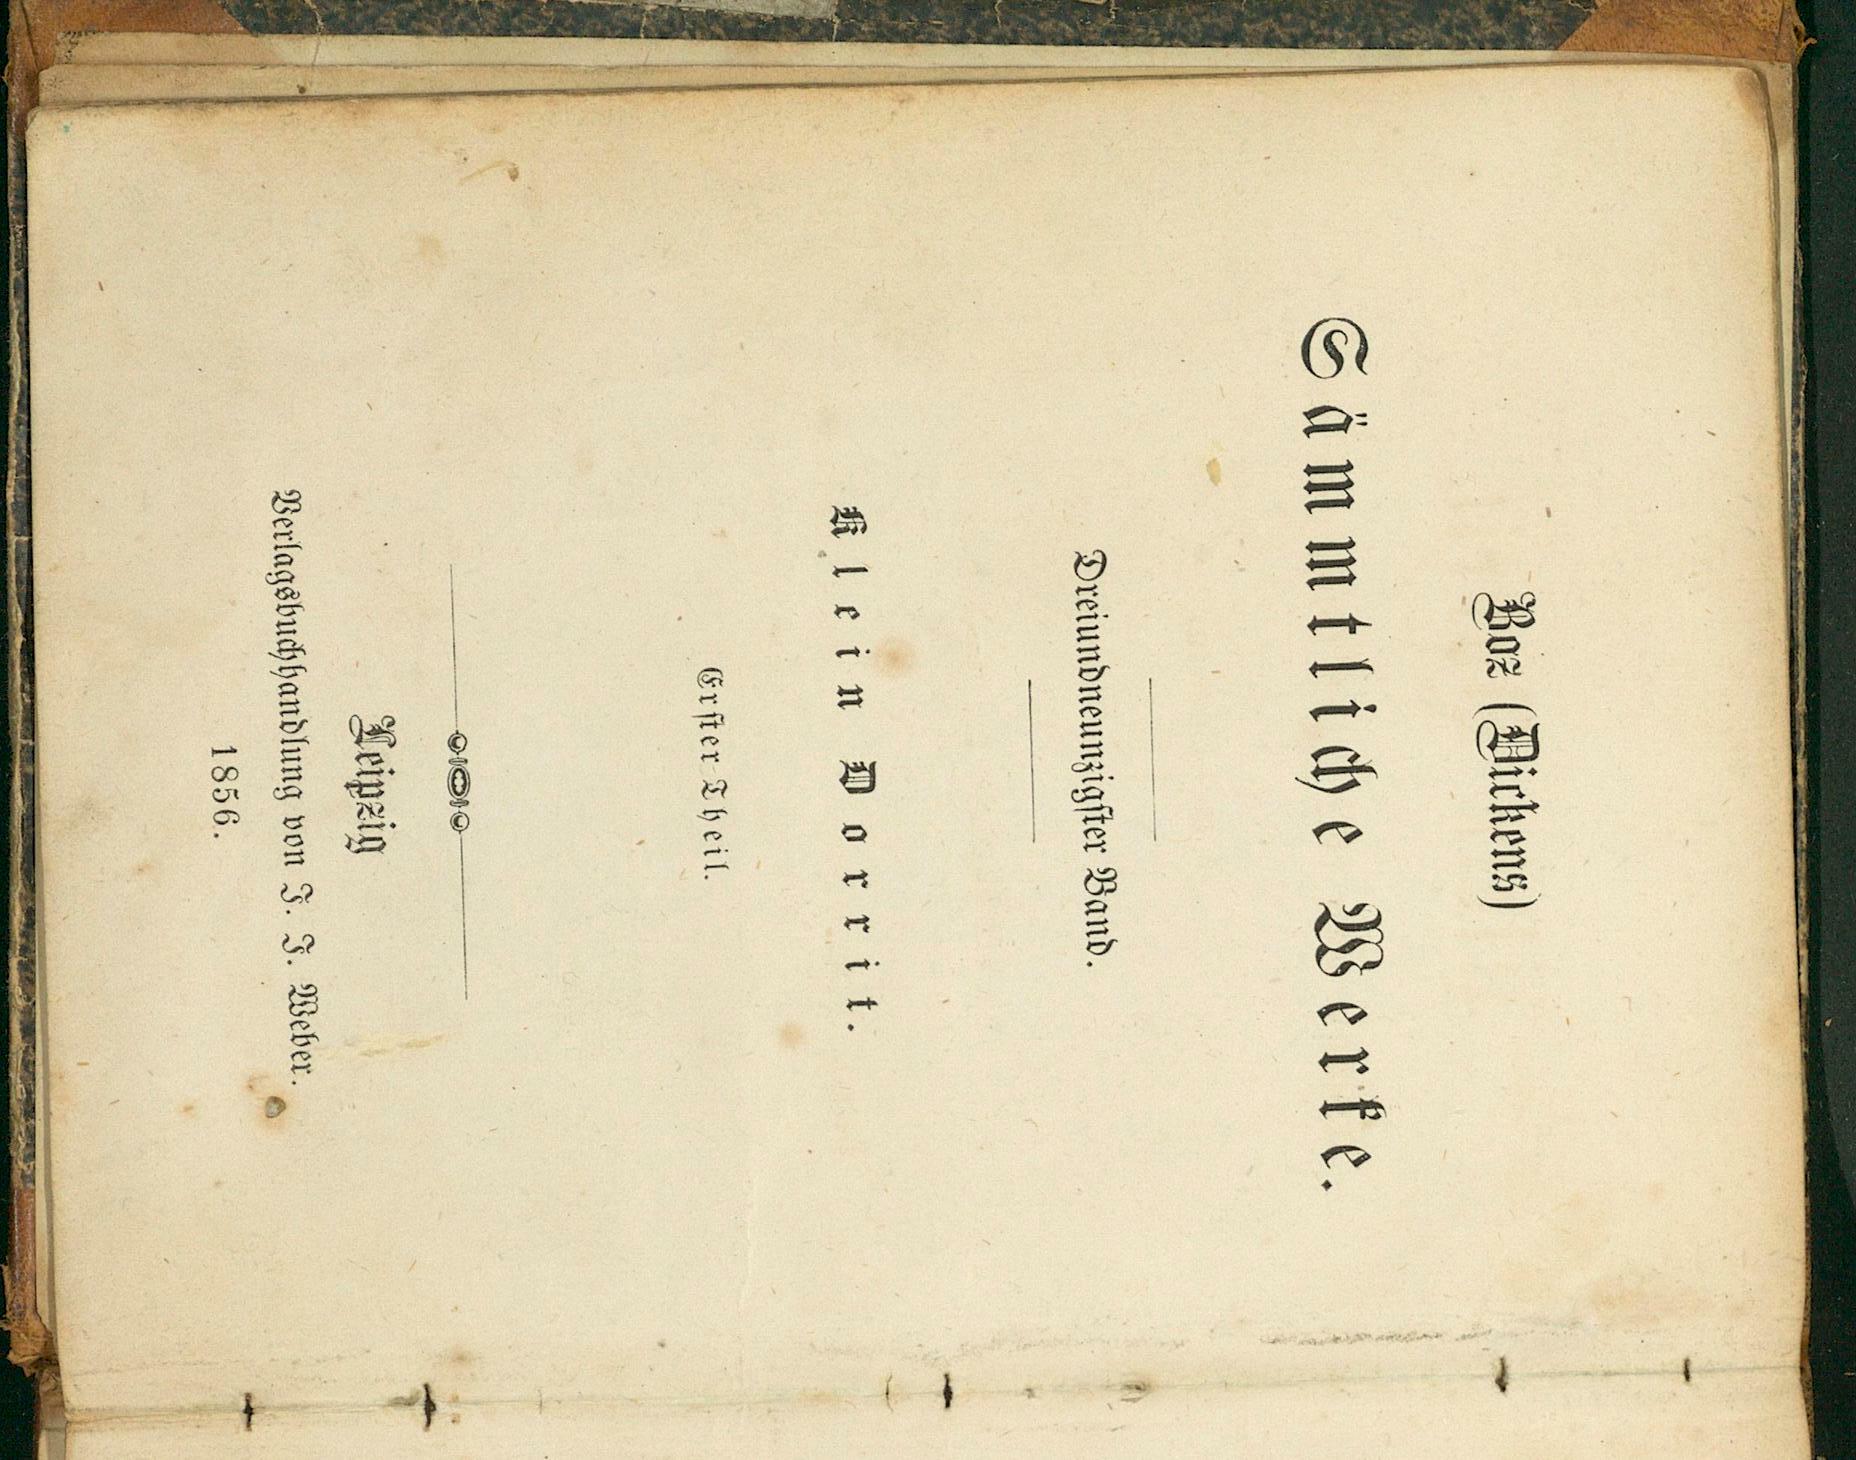 Boz (Dickens)
Sämmtliche Werke.
Dreiundneunzigster Band.
Klein Dorrit.
Erster Theil.
Leipzig
Verlagsbuchhandlung von J. J. Weber.
1856.